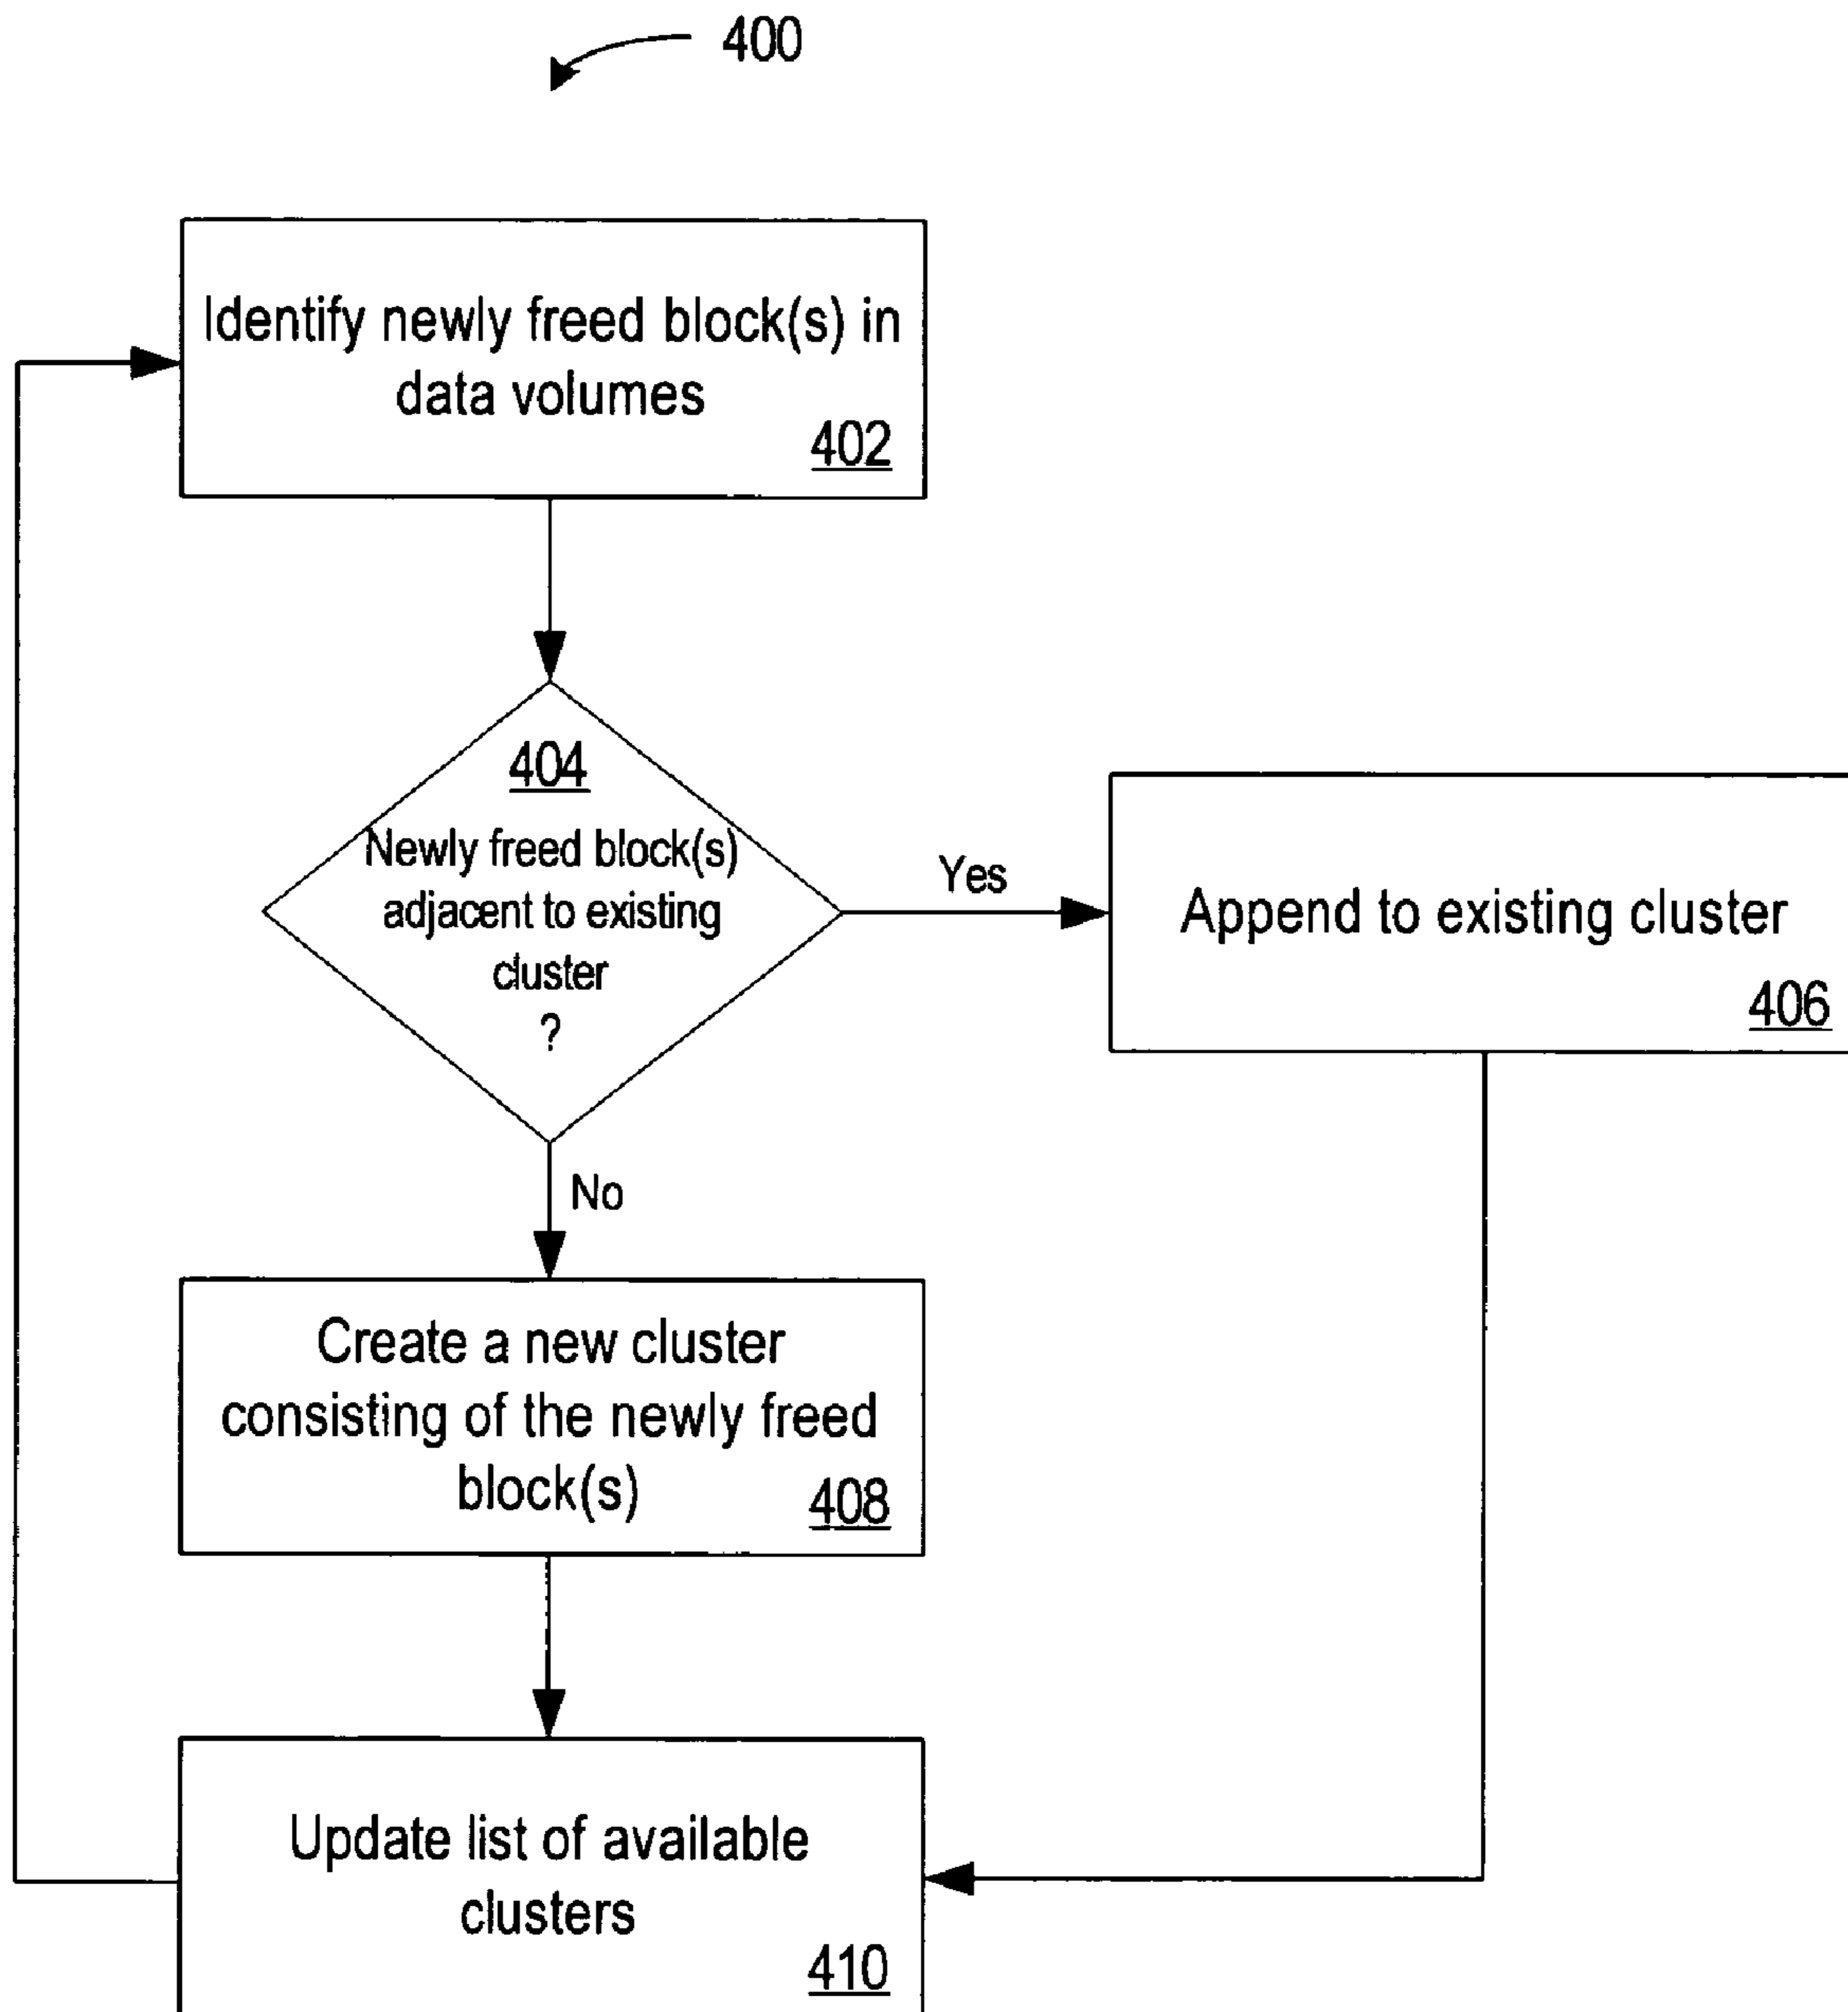 400
Identify newly freed block(s) in
data volumes
402
404
Newly freed block(s)
adjacent to existing
cluster
?
Yes
Append to existing cluster
406
No
Create a new cluster
consisting of the newly freed
block(s)
408
Update list of available
clusters
410